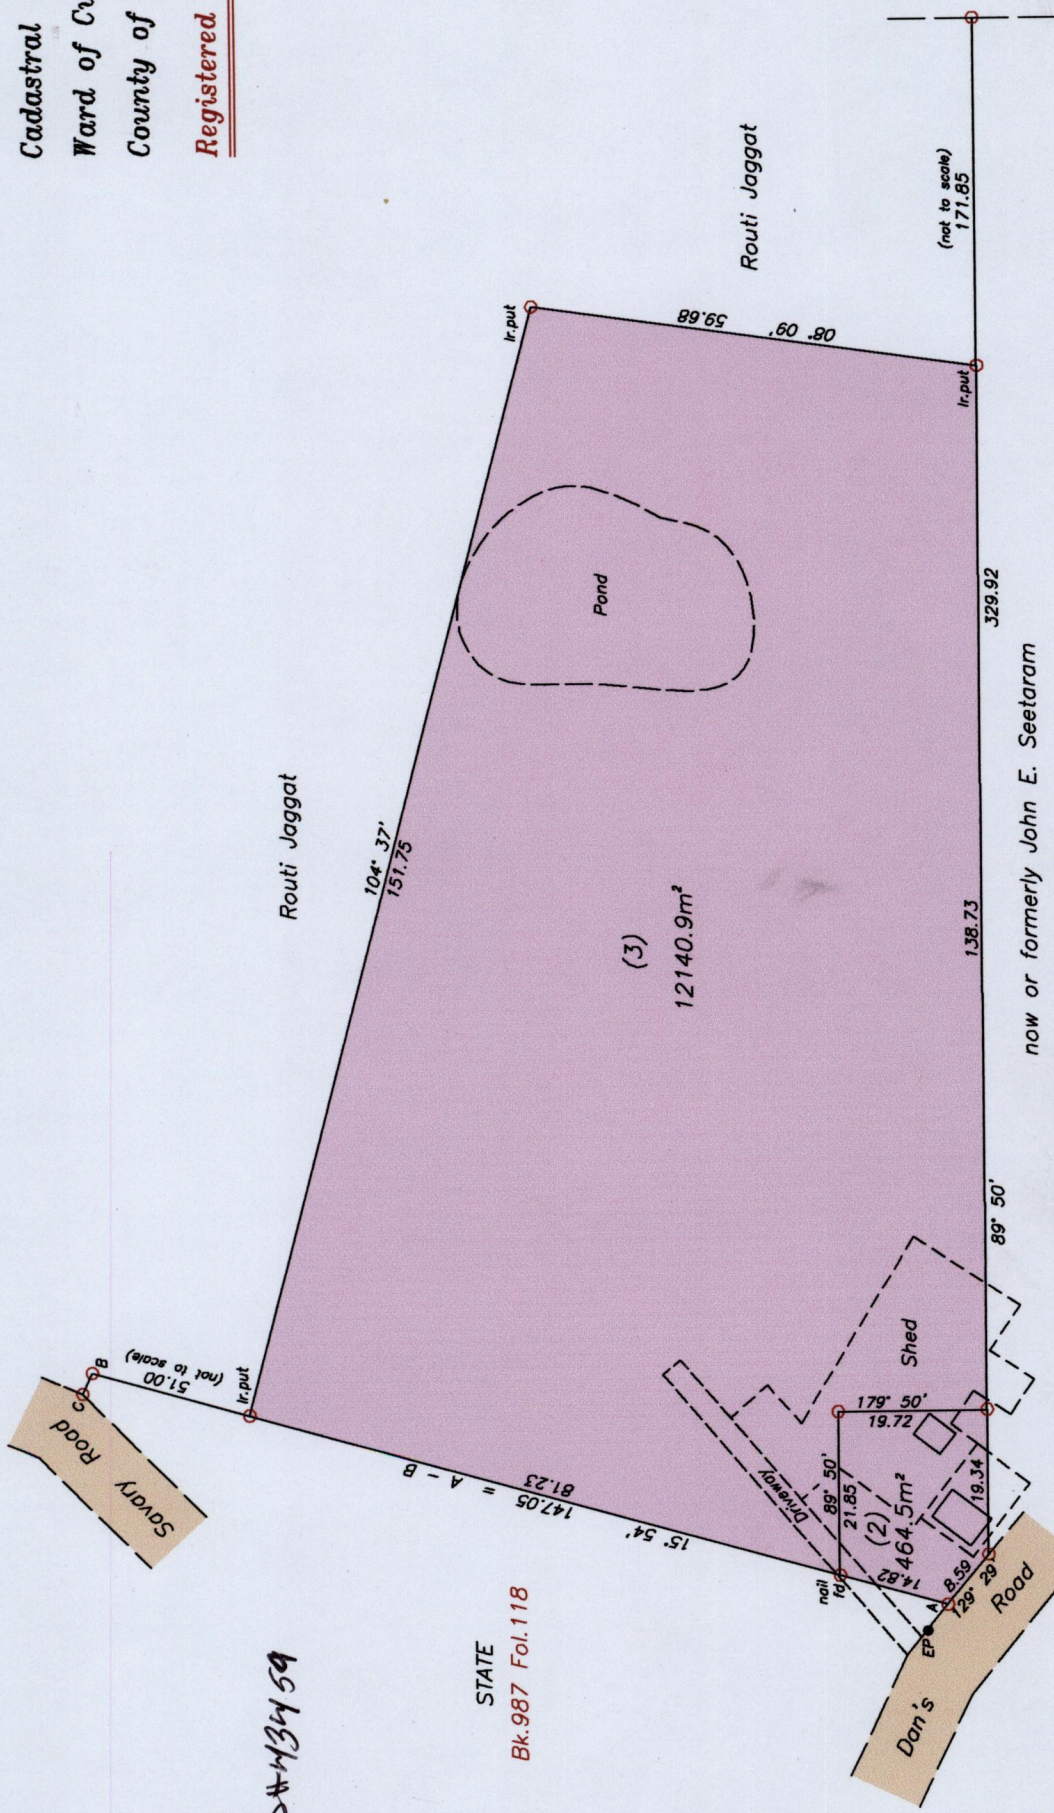 Cadastral
Ward of
County of
Registered
Routi Jaggat
Routi Jaggat
(not to scale)
171.85
Ir.put
59.68
08° 09'
Ir.put
Pond
329.92
now or formerly John E. Seetaram
104° 37'
151.75
(3)
12140.9m²
138.73
89° 50'
B
C
51.00
(not to scale)
Ir.put
Savary Road
147.05 = A - B
81.23
15° 54'
Shed
179° 50'
19.72
Driveway
89° 50'
21.85
(2)
464.5m²
19.34
nail
fd
14.82
8.59
129° 29'
A
EP
Dan's Road
STATE
Bk.987 Fol.118